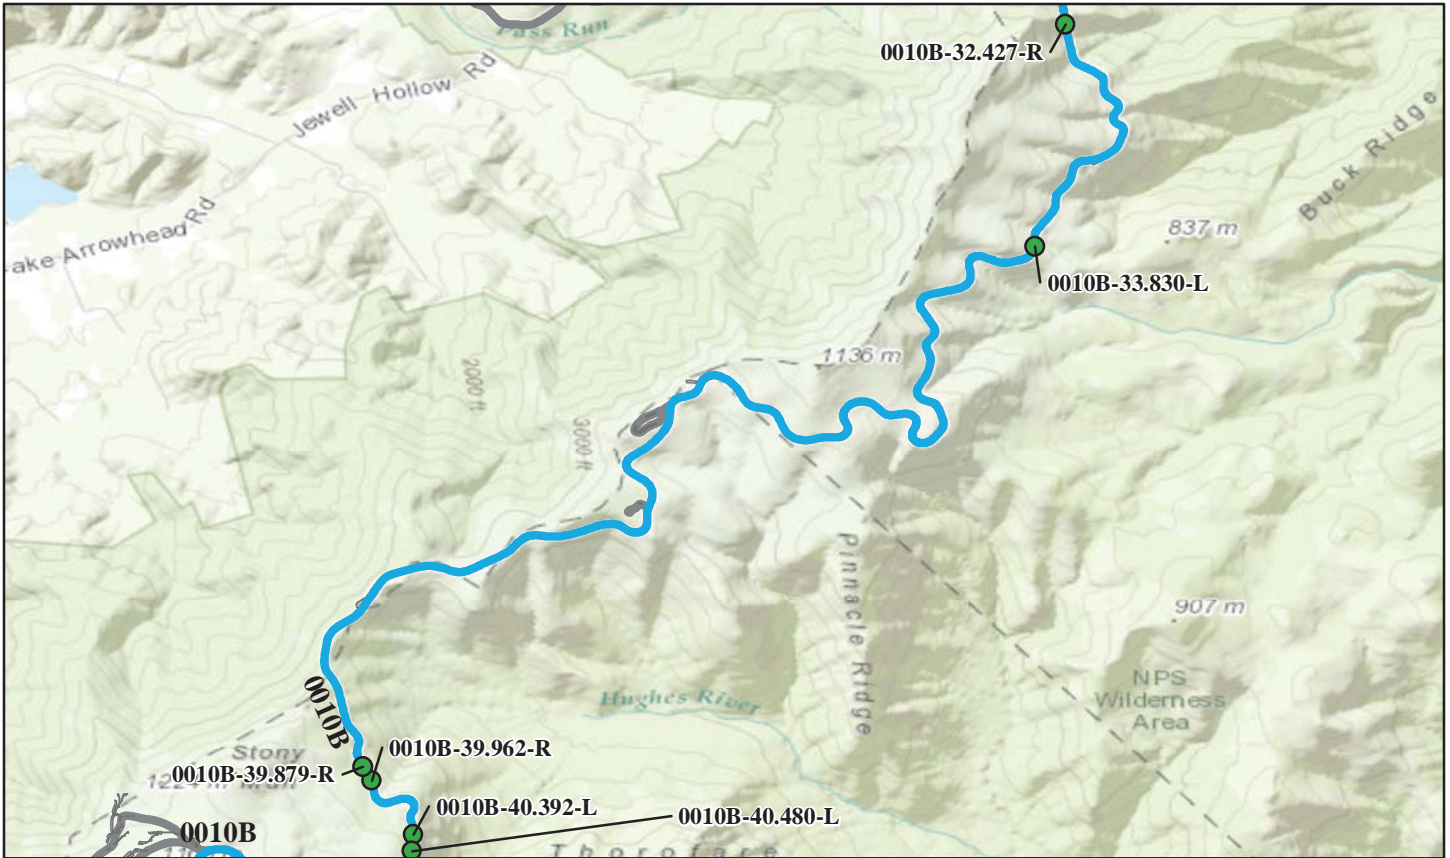 Pass Run
0010B-32.427-R
Jewell Hollow Rd
Buck Ridge
Rd
ake Arrowhead
837 m
0010B-33.830-L
1136 m
2000 ft
3000 ft
Pinnacle Ridge
907 m
NPS
Wilderness
Area
Hughes River
0010B
Stony
0010B-39.962-R
0010B-39.879-R
Man
0010B-40.392-L
0010B-40.480-L
0010B
Thorofare